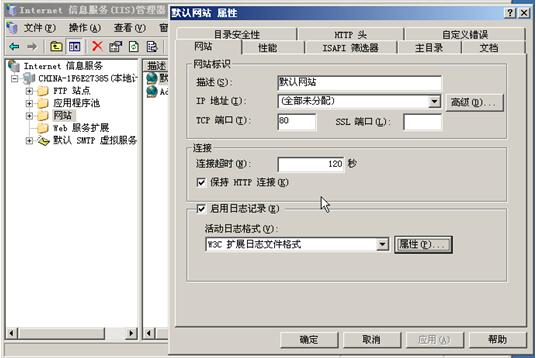 Internet 信息服务(IIS)管理器
文件(F) 操作(A) 查看(V)
Internet 信息服务
CHINA-1F6E27385(本地计
FTP 站点
应用程序池
网站
Web 服务扩展
默认 SMTP 虚拟服务
描述
默
Ad
默认网站 属性
目录安全性 HTTP 头 自定义错误
网站 性能 ISAPI 筛选器 主目录 文档
网站标识
描述(S): 默认网站
IP 地址(I): (全部未分配) 高级(D)...
TCP 端口(T): 80 SSL 端口(L):
连接
连接超时(N): 120 秒
保持 HTTP 连接(K)
启用日志记录(E)
活动日志格式(V):
W3C 扩展日志文件格式 属性(P)...
确定 取消 应用(A) 帮助